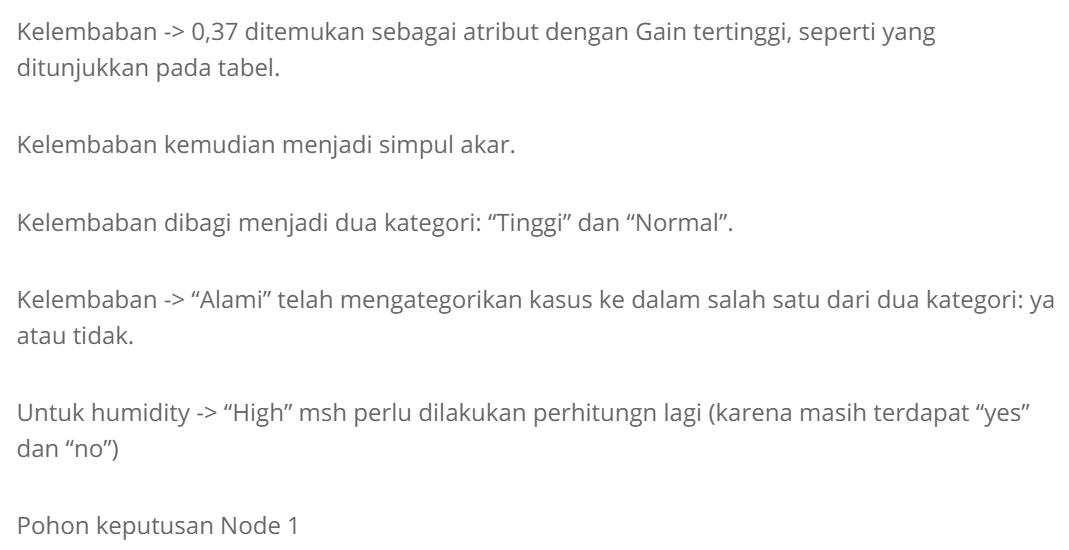 Kelembaban -> 0,37 ditemukan sebagai atribut dengan Gain tertinggi, seperti yang
ditunjukkan pada tabel.
Kelembaban kemudian menjadi simpul akar.
Kelembaban dibagi menjadi dua kategori: “Tinggi” dan “Normal”.
Kelembaban -> “Alami” telah mengategorikan kasus ke dalam salah satu dari dua kategori: ya
atau tidak.
Untuk humidity -> “High” msh perlu dilakukan perhitungn lagi (karena masih terdapat “yes”
dan “no”)
Pohon keputusan Node 1